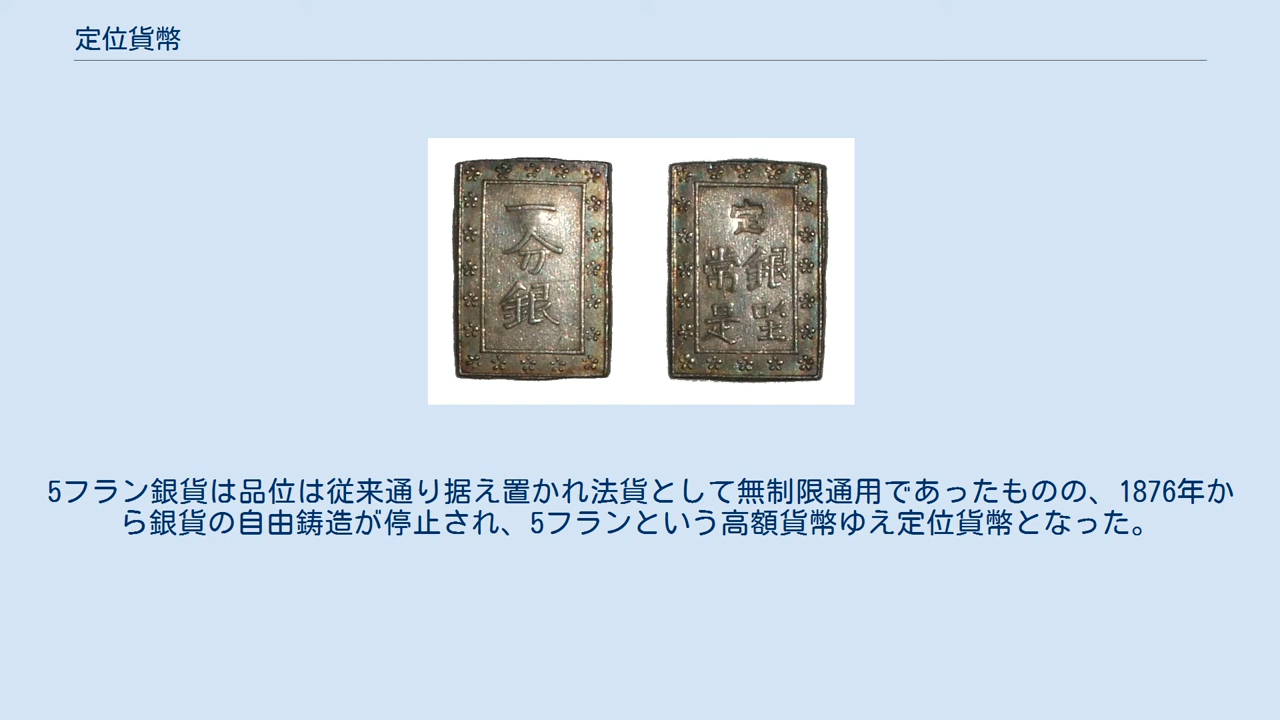 定位貨幣
一分銀
定
銀座
常是
5フラン銀貨は品位は従来通り据え置かれ法貨として無制限通用であったものの、1876年か
ら銀貨の自由鋳造が停止され、5フランという高額貨幣ゆえ定位貨幣となった。